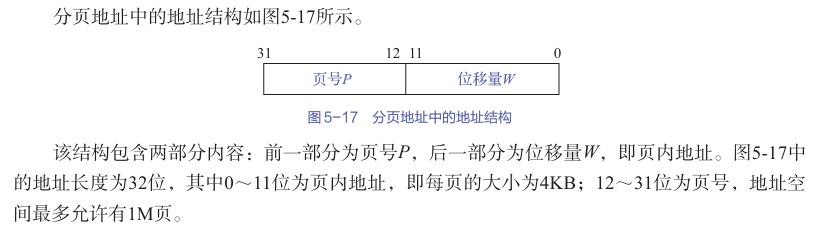 分页地址中的地址结构如图5-17所示。
31 12 11 0
页号P 位移量W
图5-17 分页地址中的地址结构
该结构包含两部分内容：前一部分为页号P，后一部分为位移量W，即页内地址。图5-17中
的地址长度为32位，其中0～11位为页内地址，即每页的大小为4KB；12～31位为页号，地址空
间最多允许有1M页。